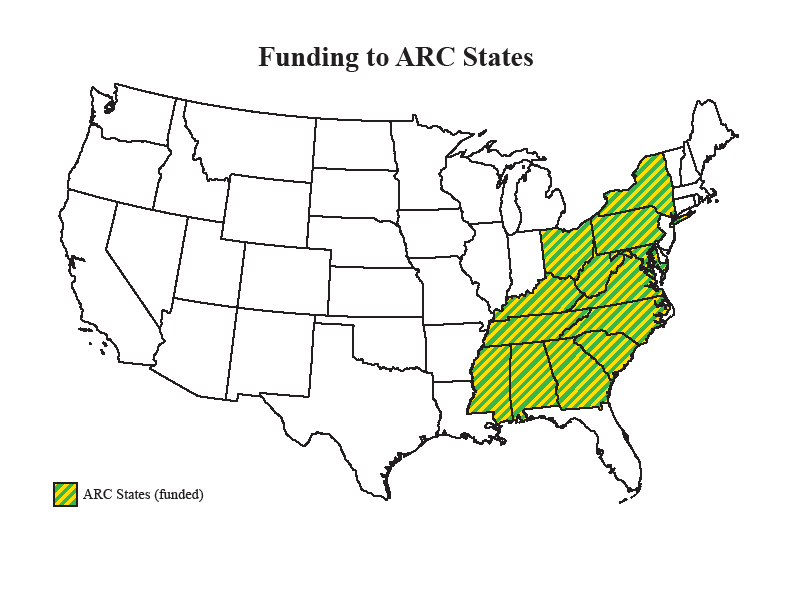 Funding to ARC States
ARC States (funded)